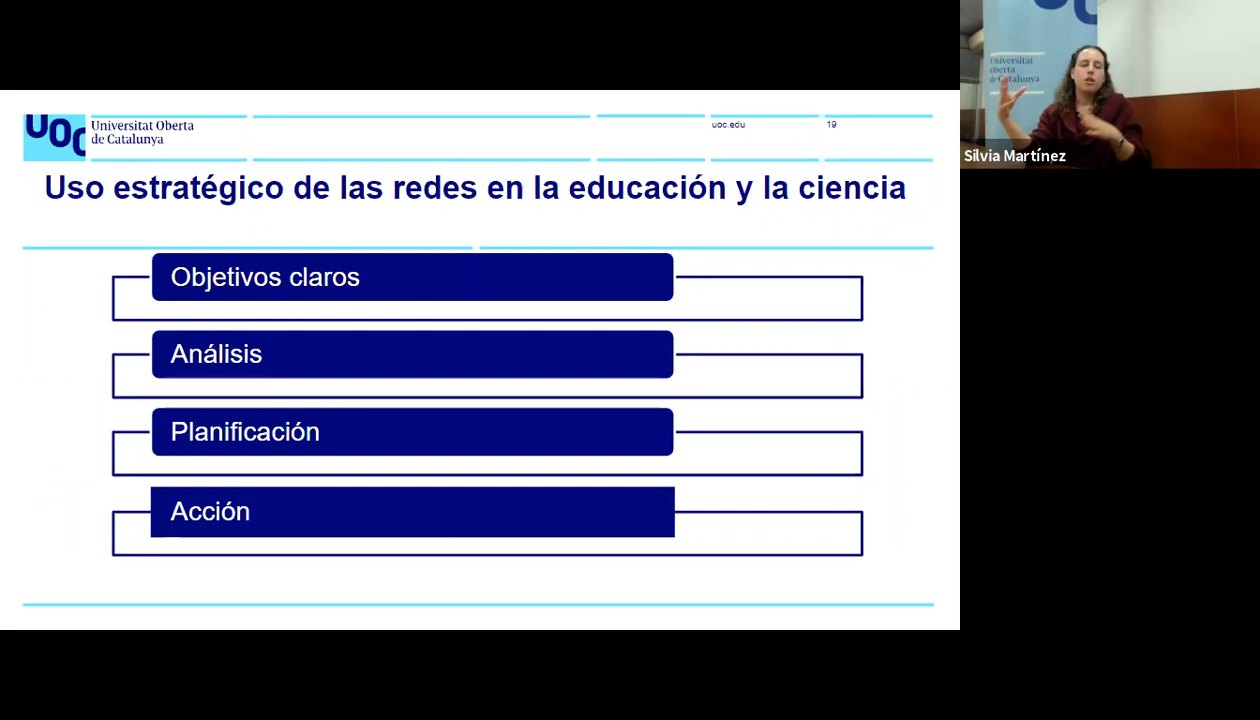 UOC
Universitat Oberta
de Catalunya
uoc.edu
19
Uso estratégico de las redes en la educación y la ciencia
Objetivos claros
Análisis
Planificación
Acción
Universitat
oberta
de Catalunya
Silvia Martínez